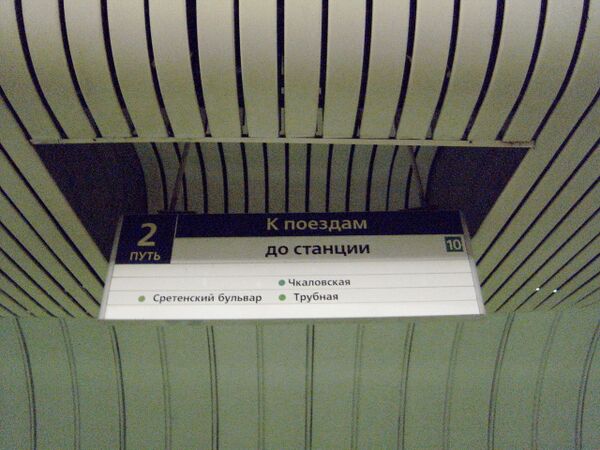 2
ПУТЬ
К поездам
до станции
10
Чкаловская
Сретенский бульвар
Трубная